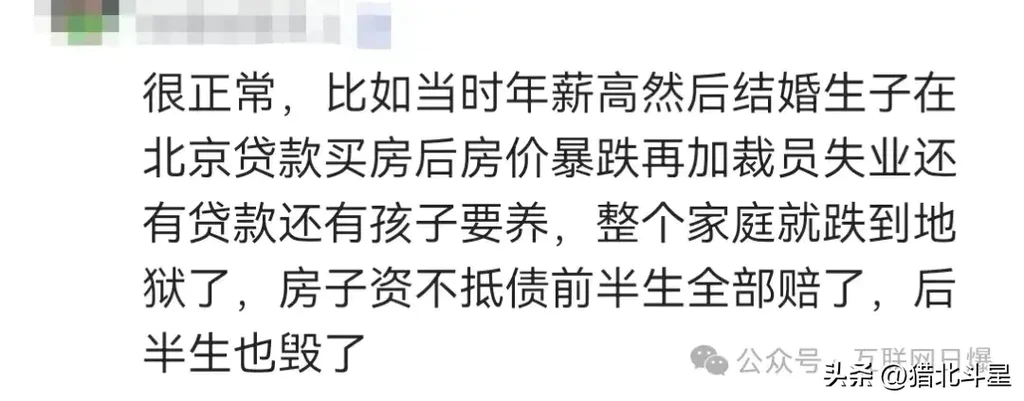 很正常，比如当时年薪高然后结婚生子在
北京贷款买房后房价暴跌再加裁员失业还
有贷款还有孩子要养，整个家庭就跌到地
狱了，房子资不抵债前半生全部赔了，后
半生也毁了
公众号·互联网日爆
头条@猎北斗星